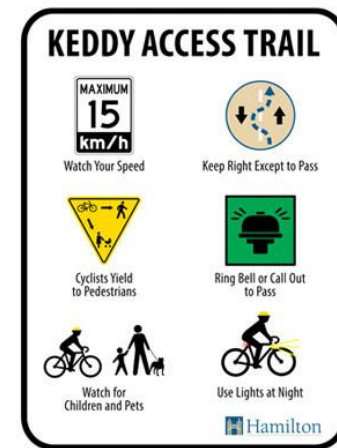 KEDDY ACCESS TRAIL
MAXIMUM
15
km/h
Watch Your Speed
Keep Right Except to Pass
Cyclists Yield
to Pedestrians
Ring Bell or Call Out
to Pass
Watch for
Children and Pets
Use Lights at Night
Hamilton